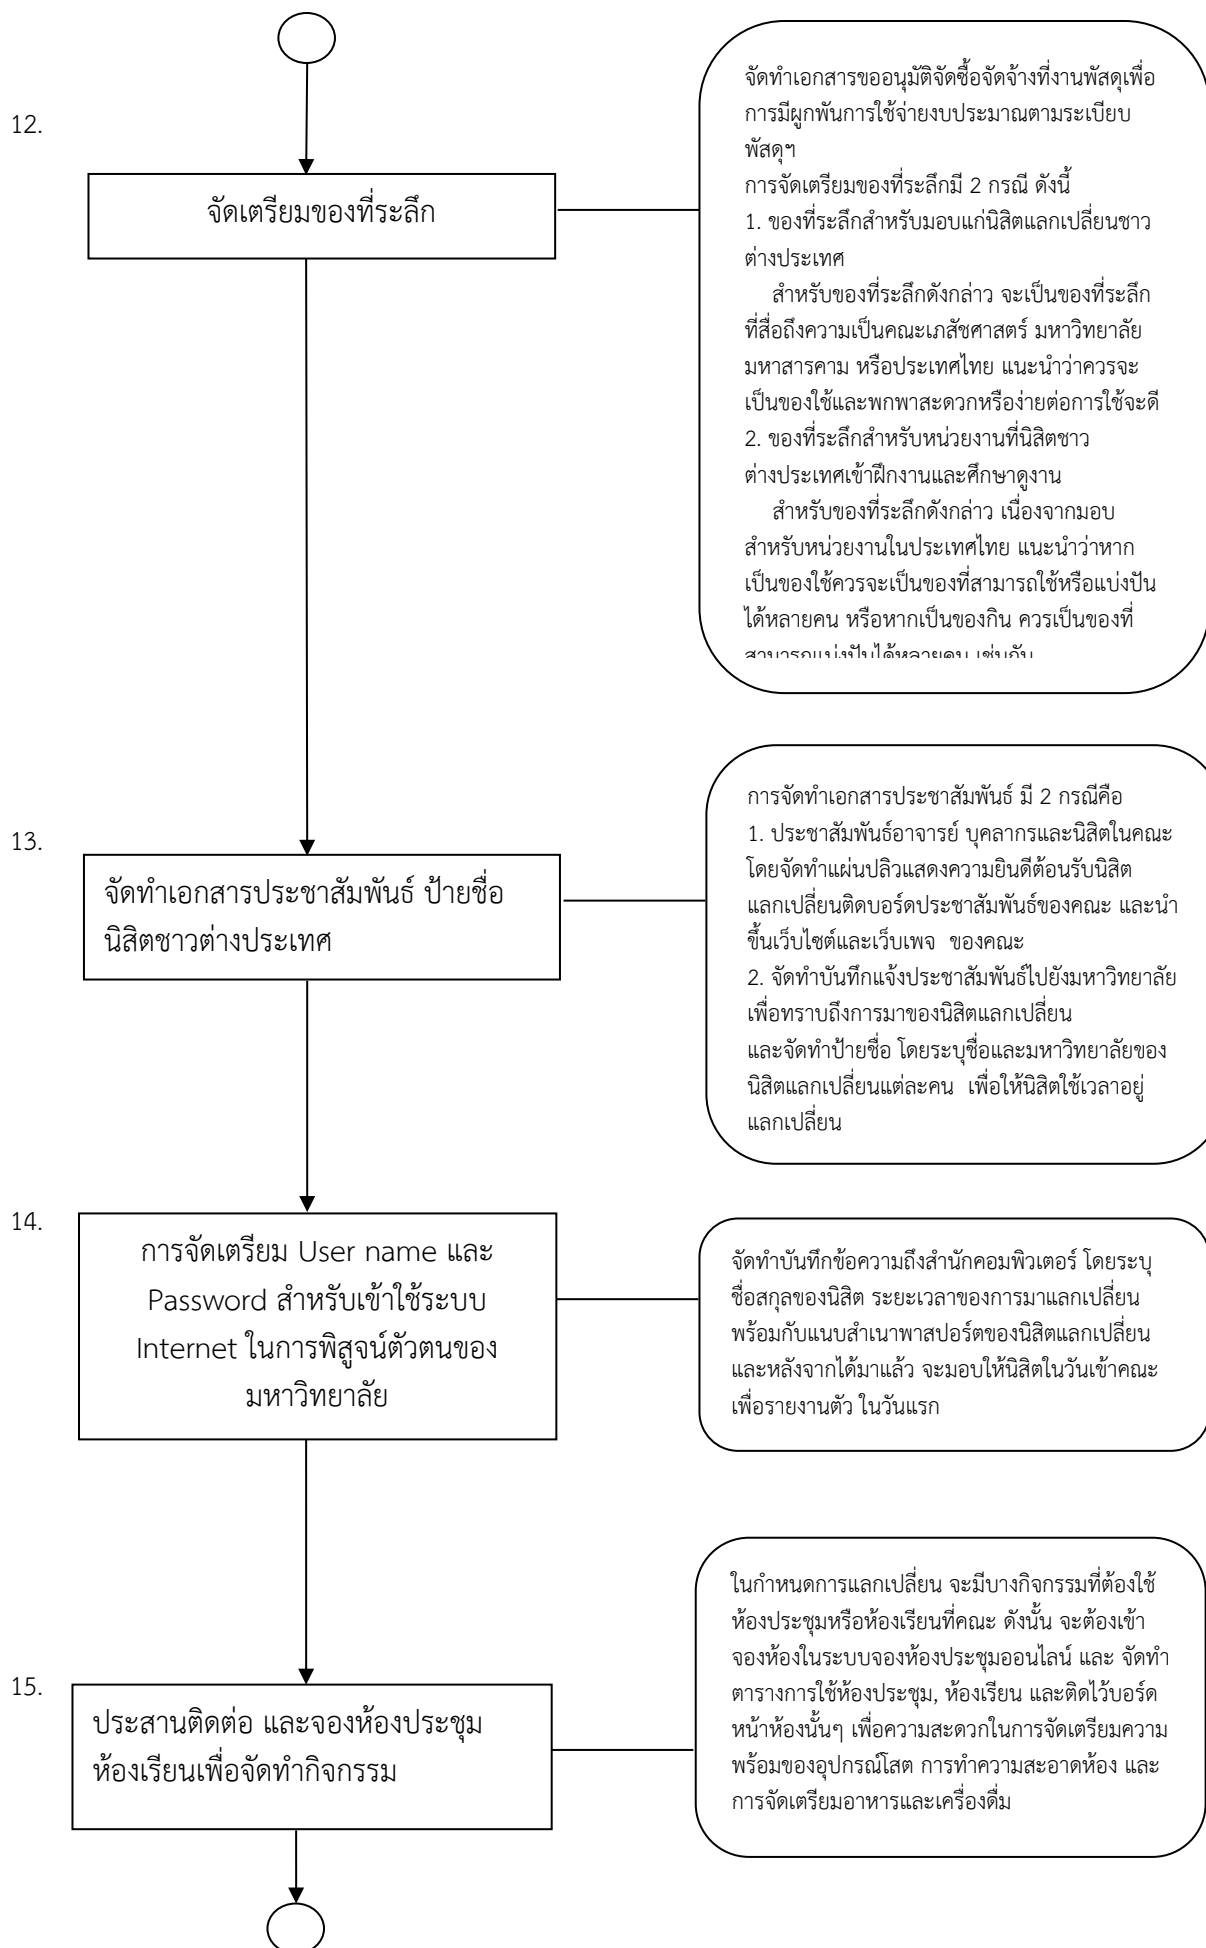 12.
จัดเตรียมของที่ระลึก
จัดทำเอกสารขออนุมัติจัดซื้อจัดจ้างที่งานพัสดุเพื่อ
การมีผูกพันการใช้จ่ายงบประมาณตามระเบียบ
พัสดุฯ
การจัดเตรียมของที่ระลึกมี 2 กรณี ดังนี้
1. ของที่ระลึกสำหรับมอบแก่นิสิตแลกเปลี่ยนชาว
ต่างประเทศ
สำหรับของที่ระลึกดังกล่าว จะเป็นของที่ระลึก
ที่สื่อถึงความเป็นคณะเภสัชศาสตร์ มหาวิทยาลัย
มหาสารคาม หรือประเทศไทย แนะนำว่าควรจะ
เป็นของใช้และพกพาสะดวกหรือง่ายต่อการใช้จะดี
2. ของที่ระลึกสำหรับหน่วยงานที่นิสิตชาว
ต่างประเทศเข้าฝึกงานและศึกษาดูงาน
สำหรับของที่ระลึกดังกล่าว เนื่องจากมอบ
สำหรับหน่วยงานในประเทศไทย แนะนำว่าหาก
เป็นของใช้ควรจะเป็นของที่สามารถใช้หรือแบ่งปัน
ได้หลายคน หรือหากเป็นของกิน ควรเป็นของที่
สามารถแบ่งปันได้หลายคน เช่นกัน
13.
จัดทำเอกสารประชาสัมพันธ์ ป้ายชื่อ
นิสิตชาวต่างประเทศ
การจัดทำเอกสารประชาสัมพันธ์ มี 2 กรณีคือ
1. ประชาสัมพันธ์อาจารย์ บุคลากรและนิสิตในคณะ
โดยจัดทำแผ่นปลิวแสดงความยินดีต้อนรับนิสิต
แลกเปลี่ยนติดบอร์ดประชาสัมพันธ์ของคณะ และนำ
ขึ้นเว็บไซต์และเว็บเพจ ของคณะ
2. จัดทำบันทึกแจ้งประชาสัมพันธ์ไปยังมหาวิทยาลัย
เพื่อทราบถึงการมาของนิสิตแลกเปลี่ยน
และจัดทำป้ายชื่อ โดยระบุชื่อและมหาวิทยาลัยของ
นิสิตแลกเปลี่ยนแต่ละคน เพื่อให้นิสิตใช้เวลาอยู่
แลกเปลี่ยน
14.
การจัดเตรียม User name และ
Password สำหรับเข้าใช้ระบบ
Internet ในการพิสูจน์ตัวตนของ
มหาวิทยาลัย
จัดทำบันทึกข้อความถึงสำนักคอมพิวเตอร์ โดยระบุ
ชื่อสกุลของนิสิต ระยะเวลาของการมาแลกเปลี่ยน
พร้อมกับแนบสำเนาพาสปอร์ตของนิสิตแลกเปลี่ยน
และหลังจากได้มาแล้ว จะมอบให้นิสิตในวันเข้าคณะ
เพื่อรายงานตัว ในวันแรก
15.
ประสานติดต่อ และจองห้องประชุม
ห้องเรียนเพื่อจัดทำกิจกรรม
ในกำหนดการแลกเปลี่ยน จะมีบางกิจกรรมที่ต้องใช้
ห้องประชุมหรือห้องเรียนที่คณะ ดังนั้น จะต้องเข้า
จองห้องในระบบจองห้องประชุมออนไลน์ และ จัดทำ
ตารางการใช้ห้องประชุม, ห้องเรียน และติดไว้บอร์ด
หน้าห้องนั้นๆ เพื่อความสะดวกในการจัดเตรียมความ
พร้อมของอุปกรณ์โสต การทำความสะอาดห้อง และ
การจัดเตรียมอาหารและเครื่องดื่ม